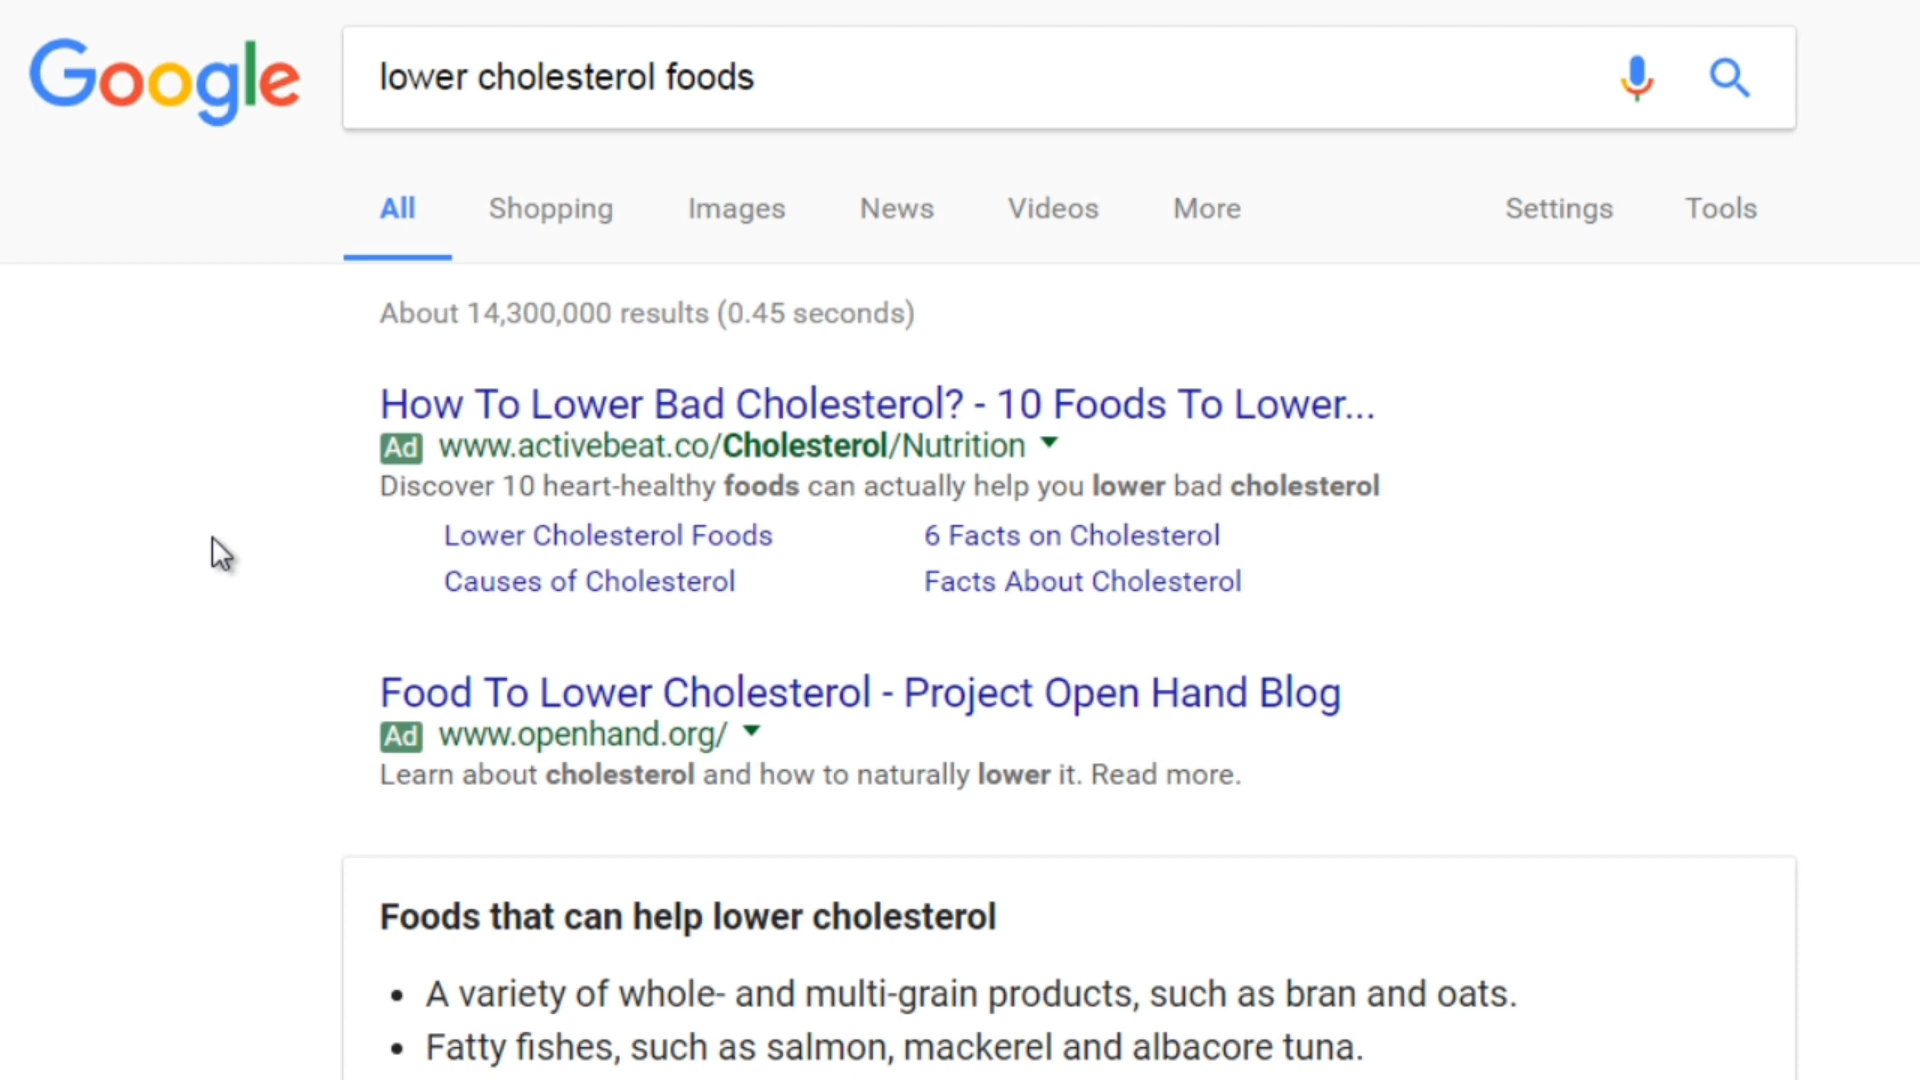 Google
lower cholesterol foods
All Shopping Images News Videos More Settings Tools
About 14,300,000 results (0.45 seconds)
How To Lower Bad Cholesterol? - 10 Foods To Lower...
Ad www.activebeat.co/Cholesterol/Nutrition
Discover 10 heart-healthy foods can actually help you lower bad cholesterol
Lower Cholesterol Foods 6 Facts on Cholesterol
Causes of Cholesterol Facts About Cholesterol
Food To Lower Cholesterol - Project Open Hand Blog
Ad www.openhand.org/
Learn about cholesterol and how to naturally lower it. Read more.
Foods that can help lower cholesterol
• A variety of whole- and multi-grain products, such as bran and oats.
• Fatty fishes, such as salmon, mackerel and albacore tuna.